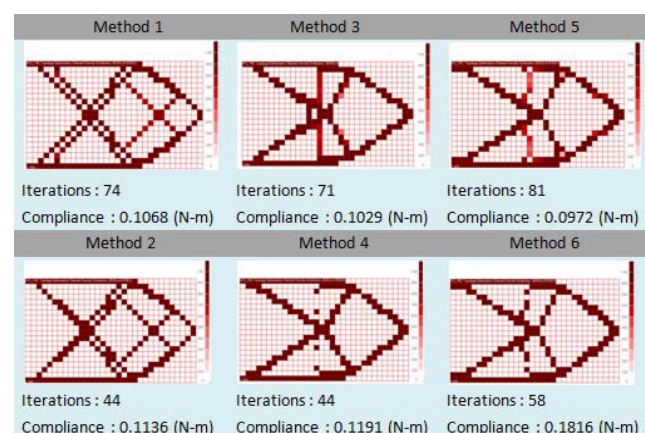 Method 1
Method 3
Method 5
Iterations : 74
Iterations : 71
Iterations : 81
Compliance : 0.1068 (N-m)
Compliance : 0.1029 (N-m)
Compliance : 0.0972 (N-m)
Method 2
Method 4
Method 6
Iterations : 44
Iterations : 44
Iterations : 58
Compliance : 0.1136 (N-m)
Compliance : 0.1191 (N-m)
Compliance : 0.1816 (N-m)